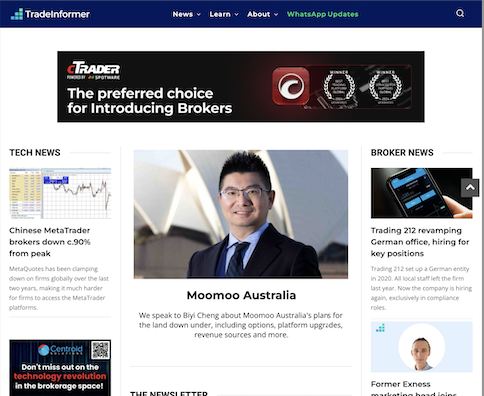 TradeInformer
News
Learn
About
WhatsApp Updates
cTRADER
POWERED BY SPOTWARE
The preferred choice
for Introducing Brokers
WINNER
WINNER
TECH NEWS
Chinese MetaTrader
brokers down c.90%
from peak
MetaQuotes has been clamping
down on firms globally over the last
two years, making it much harder
for firms to access the MetaTrader
platforms.
Centroid
SOLUTIONS
Don't miss out on the
technology revolution
in the brokerage space!
Moomoo Australia
We speak to Biyi Cheng about Moomoo Australia's plans for
the land down under, including options, platform upgrades,
revenue sources and more.
THE NEWSLETTER
BROKER NEWS
Trading 212 revamping
German office, hiring for
key positions
Trading 212 set up a German entity
in 2020. All local staff left the firm
last year. Now the company is hiring
again, exclusively in compliance
roles.
Former Exness
marketing head joins